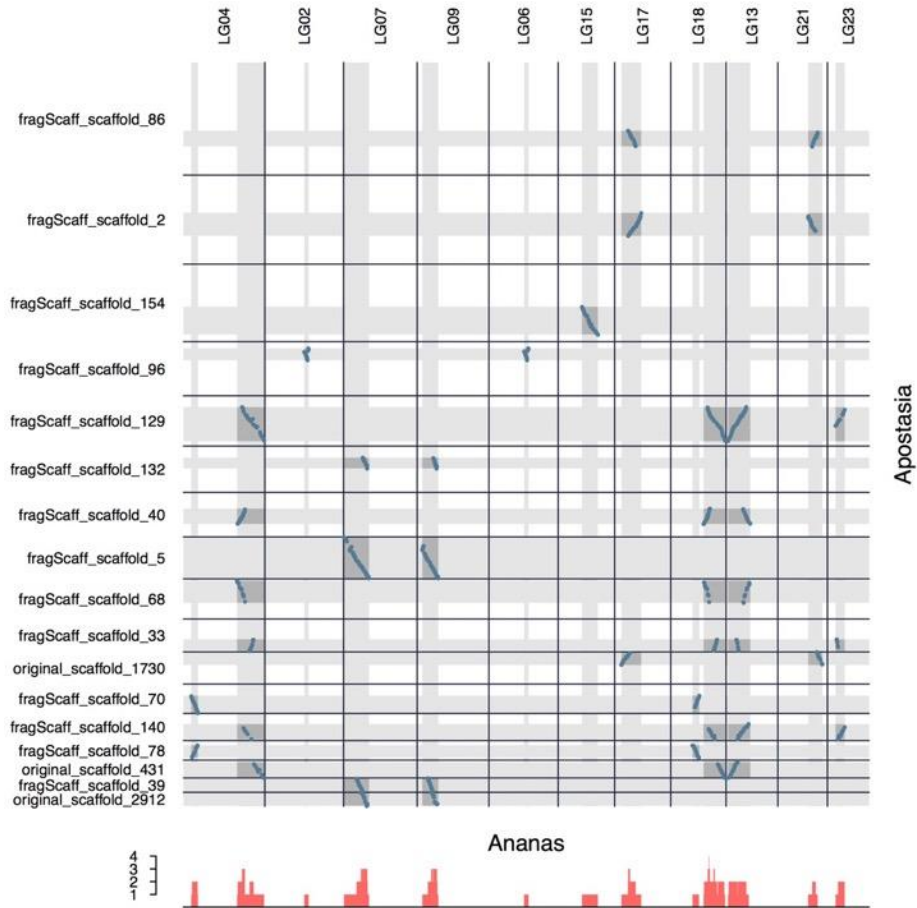 LG04
LG02
LG07
LG09
LG06
LG15
LG17
LG18
LG13
LG21
LG23
fragScaff_scaffold_86
fragScaff_scaffold_2
fragScaff_scaffold_154
fragScaff_scaffold_96
fragScaff_scaffold_129
fragScaff_scaffold_132
fragScaff_scaffold_40
fragScaff_scaffold_5
fragScaff_scaffold_68
fragScaff_scaffold_33
original_scaffold_1730
fragScaff_scaffold_70
fragScaff_scaffold_140
fragScaff_scaffold_78
original_scaffold_431
fragScaff_scaffold_39
original_scaffold_2912
Apostasia
Ananas
4
3
2
1